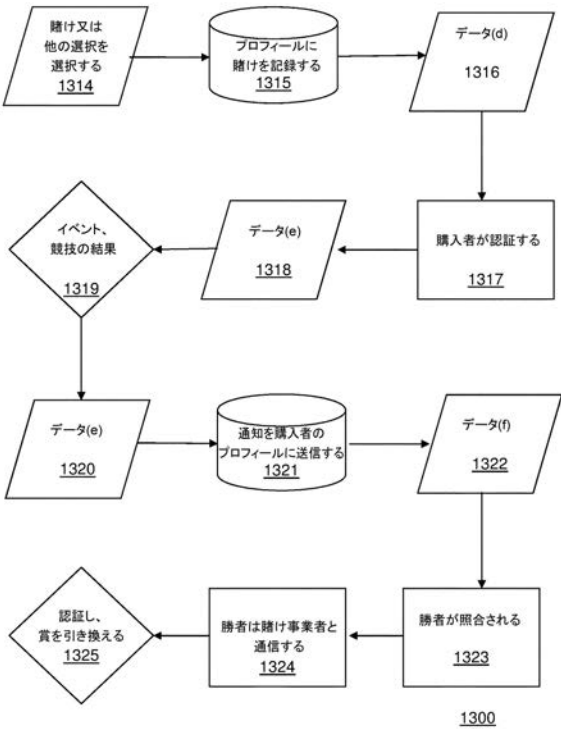 賭け又は
他の選択を
選択する
1314
プロフィールに
賭けを記録する
1315
データ(d)
1316
購入者が認証する
1317
データ(e)
1318
イベント、
競技の結果
1319
データ(e)
1320
通知を購入者の
プロフィールに送信する
1321
データ(f)
1322
勝者が照合される
1323
勝者は賭け事業者と
通信する
1324
認証し、
賞を引き換える
1325
1300